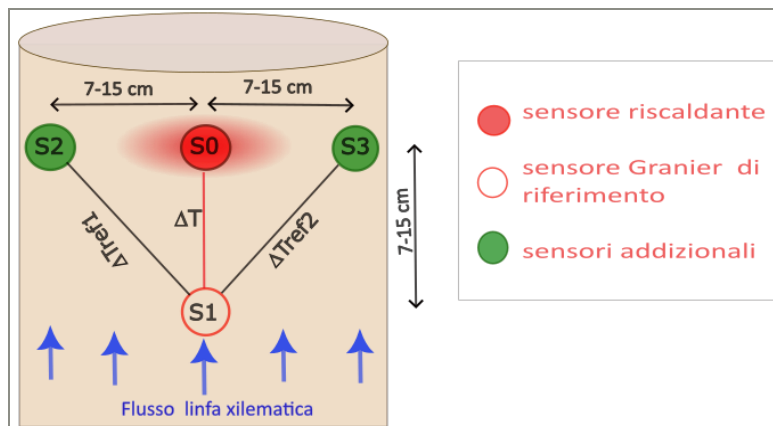 7-15 cm
7-15 cm
S2
S0
S3
ΔT
ΔTref1
ΔTref2
7-15 cm
S1
Flusso linfa xilematica
sensore riscaldante
sensore Granier di
riferimento
sensori addizionali